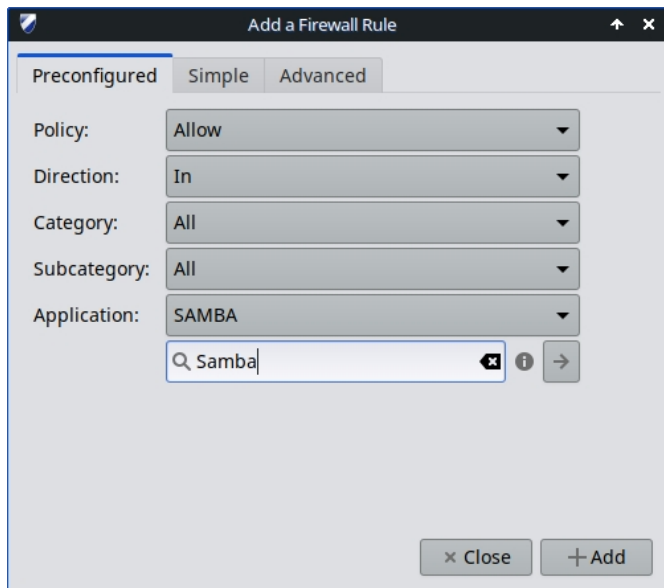 Add a Firewall Rule
Preconfigured Simple Advanced
Policy: Allow
Direction: In
Category: All
Subcategory: All
Application: SAMBA
Samba
Close Add